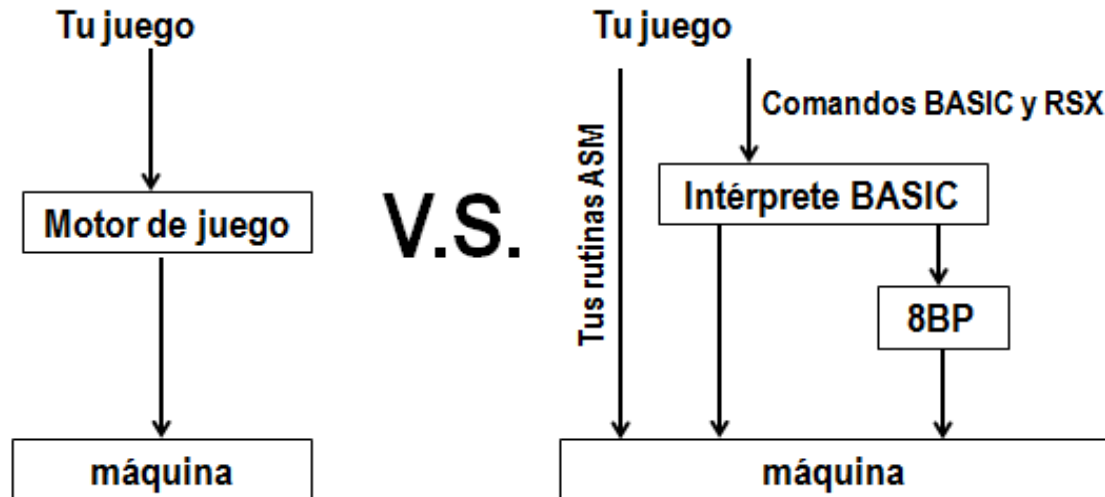 Tu juego
Motor de juego
máquina
V.S.
Tu juego
Comandos BASIC y RSX
Tus rutinas ASM
Intérprete BASIC
8BP
máquina